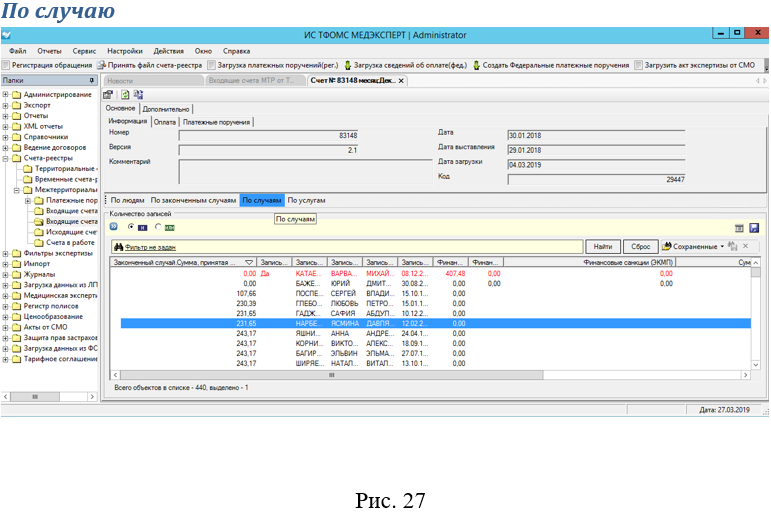 По случаю
ИС ТФОМС МЕДЭКСПЕРТ | Administrator
Файл Отчеты Сервис Настройки Действия Окно Справка
Регистрация обращения Принять файл счета-реестра Загрузка платежных поручений(рег.) Загрузка сведений об оплате(фед.) Создать Федеральные платежные поручения Загрузить акт экспертизы от СМО
Папки
Новости Входящие счета МТР от Т... Счет № 83148 месяц:Дек...
Администрирование
Экспорт
Отчеты
XML отчеты
Справочники
Ведение договоров
Счета-реестры
Территориальные
Временные счета-р
Межтерриториальн
Платежные пор
Входящие счета
Входящие счета
Исходящие счет
Счета в работе
Фильтры экспертизы
Импорт
Журналы
Загрузка данных из ЛП
Медицинская эксперти
Регистр полисов
Ценообразование
Акты от СМО
Защита прав застрахов
Загрузка данных из ФС
Тарифное соглашение
Основное Дополнительно
Информация Оплата Платежные поручения
Номер 83148 Дата 30.01.2018
Версия 2.1 Дата выставления 29.01.2018
Комментарий Дата загрузки 04.03.2019
Код 29447
По людям По законченным случаям По случаям По услугам
Количество записей
По случаям
Фильтр не задан Найти Сброс Сохраненные
Законченный случай.Сумма, принятая ... Запись... Запись... Запись... Запись... Запись... Финан... Финан... Финансовые санкции (ЭКМП) Сум
0,00 Да КАТАЕ... ВАРВА... МИХАЙ... 08.12.2... 407,48 0,00 0,00
0,00 БАЖЕ... ЮРИЙ ДМИТ... 30.08.2... 0,00 0,00 0,00
107,66 ПОСПЕ... СЕРГЕЙ ВЛАДИ... 15.10.1... 0,00
230,39 ГЛЕБО... ЛЮБОВЬ ПЕТРО... 15.01.1... 0,00
231,65 ГАДЖ... САФИЯ АБДУЛ... 10.12.2... 0,00
231,65 НАРБЕ... ЯСМИНА ДАВЛЯ... 12.02.2... 0,00
243,17 ЯШНИ... АННА АНДРЕ... 24.04.1... 0,00
243,17 КОРНИ... ВИКТО... АЛЕКС... 18.09.1... 0,00
243,17 БАГИР... ЭЛЬВИН ЭЛЬМА... 27.07.1... 0,00
243,17 ШИРЯЕ... НАТАЛ... ВИТАЛ... 13.10.1... 0,00
Всего объектов в списке - 440, выделено - 1
Дата: 27.03.2019
Рис. 27